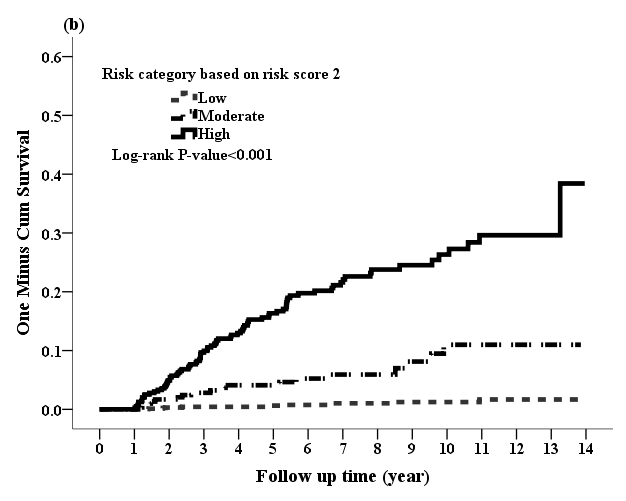 (b)
Risk category based on risk score 2
Low
Moderate
High
Log-rank P-value<0.001
One Minus Cum Survival
0.6
0.5
0.4
0.3
0.2
0.1
0.0
0 1 2 3 4 5 6 7 8 9 10 11 12 13 14
Follow up time (year)